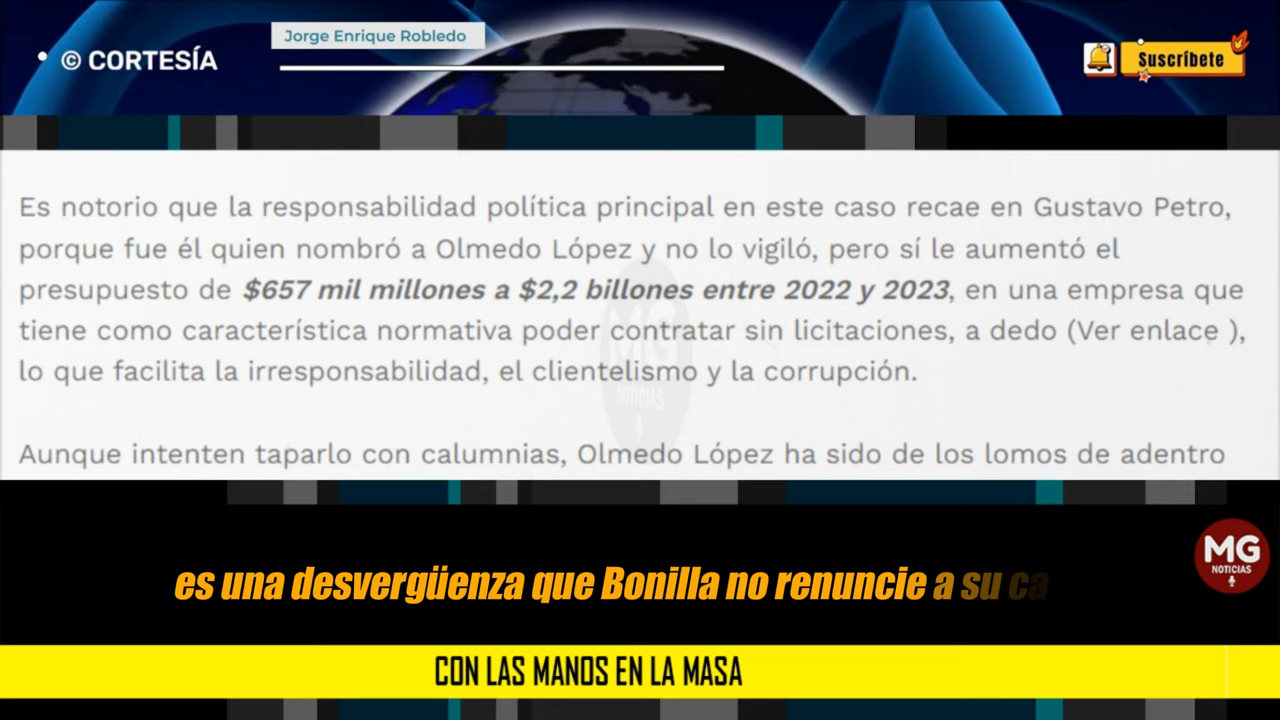 Jorge Enrique Robledo
© CORTESÍA
Suscríbete
Es notorio que la responsabilidad política principal en este caso recae en Gustavo Petro,
porque fue él quien nombró a Olmedo López y no lo vigiló, pero sí le aumentó el
presupuesto de $657 mil millones a $2,2 billones entre 2022 y 2023, en una empresa que
tiene como característica normativa poder contratar sin licitaciones, a dedo (Ver enlace ),
lo que facilita la irresponsabilidad, el clientelismo y la corrupción.
MG
NOTICIAS
Aunque intenten taparlo con calumnias, Olmedo López ha sido de los lomos de adentro
MG
NOTICIAS
es una desvergüenza que Bonilla no renuncie a su ca
CON LAS MANOS EN LA MASA